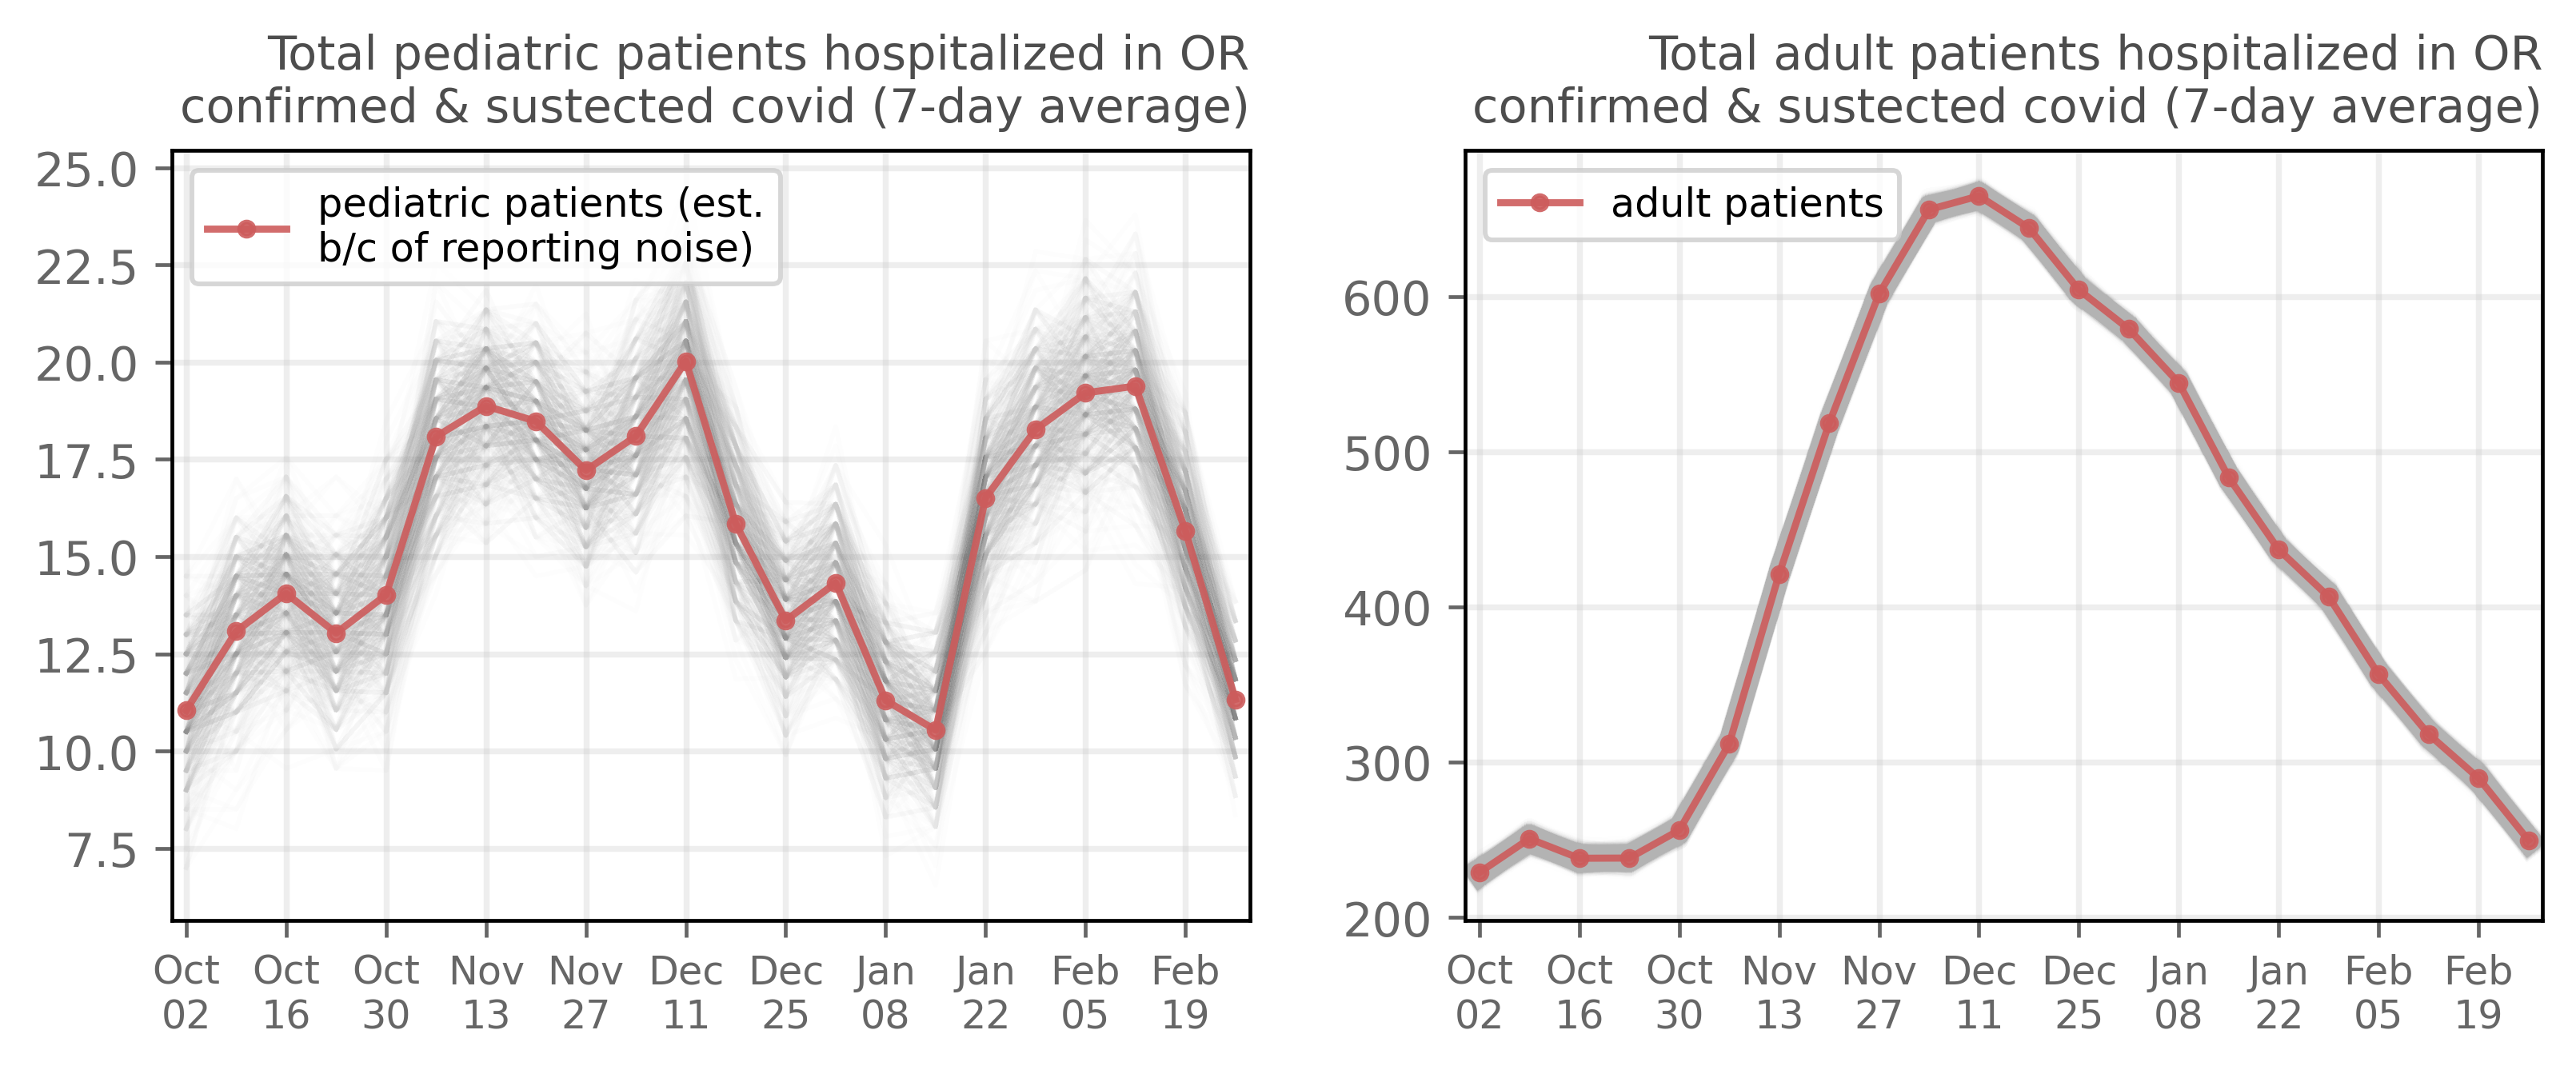 Total pediatric patients hospitalized in OR
confirmed & sustected covid (7-day average)
25.0
22.5
20.0
17.5
15.0
12.5
10.0
7.5
pediatric patients (est.
b/c of reporting noise)
Oct Oct Oct Nov Nov Dec Dec Jan Jan Feb Feb
02 16 30 13 27 11 25 08 22 05 19
Total adult patients hospitalized in OR
confirmed & sustected covid (7-day average)
adult patients
600
500
400
300
200
Oct Oct Oct Nov Nov Dec Dec Jan Jan Feb Feb
02 16 30 13 27 11 25 08 22 05 19